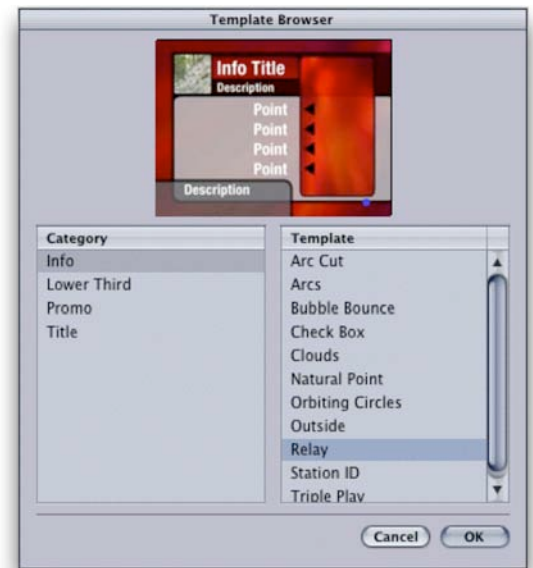 Template Browser
Info Title
Description
Point
Point
Point
Point
Description
Category
Info
Lower Third
Promo
Title
Template
Arc Cut
Arcs
Bubble Bounce
Check Box
Clouds
Natural Point
Orbiting Circles
Outside
Relay
Station ID
Triple Play
Cancel
OK